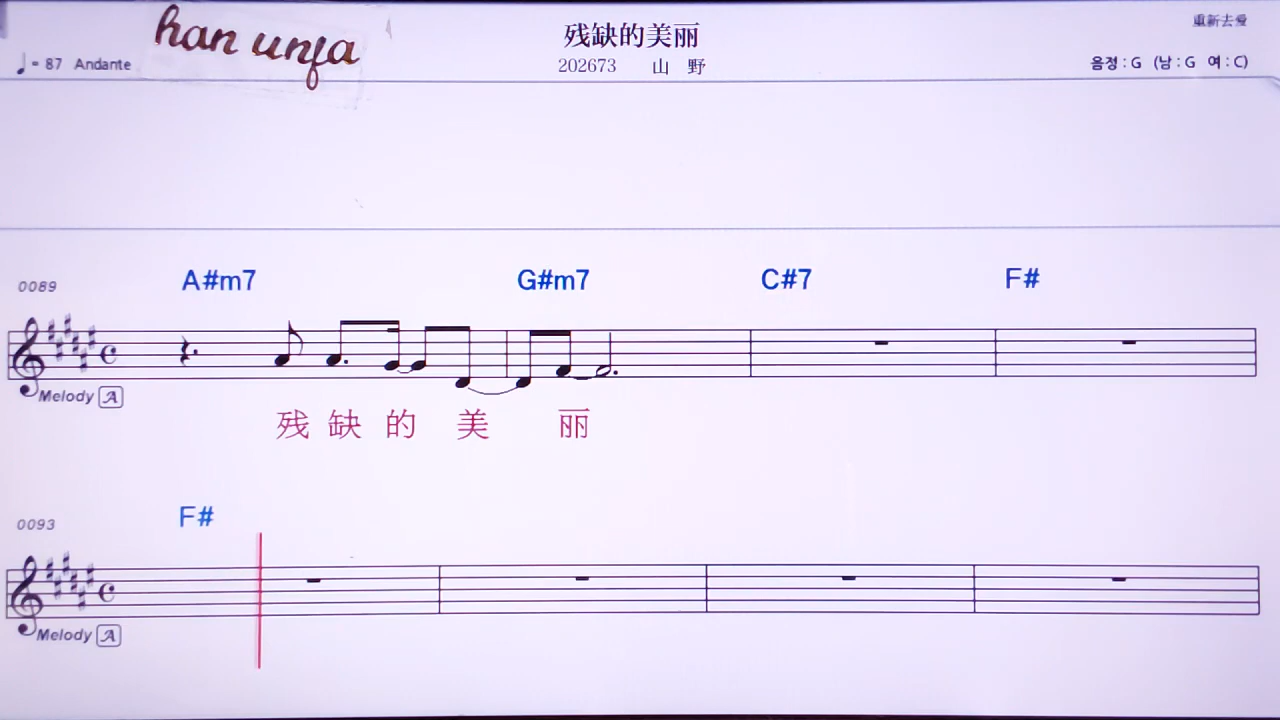 han unfa
残缺的美丽
重新去爱
♩= 87 Andante
202673 山 野
음정 : G (남 : G 여 : C)
0089
A#m7 G#m7 C#7 F#
Melody A
残 缺 的 美 丽
0093
F#
Melody A